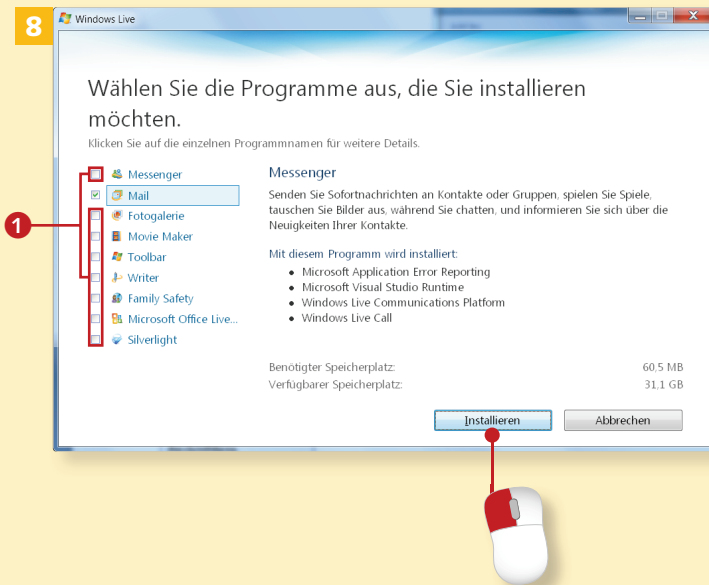 8
Windows Live
Wählen Sie die Programme aus, die Sie installieren
möchten.
Klicken Sie auf die einzelnen Programmnamen für weitere Details.
1
Messenger
Mail
Fotogalerie
Movie Maker
Toolbar
Writer
Family Safety
Microsoft Office Live...
Silverlight
Messenger
Senden Sie Sofortnachrichten an Kontakte oder Gruppen, spielen Sie Spiele,
tauschen Sie Bilder aus, während Sie chatten, und informieren Sie sich über die
Neuigkeiten Ihrer Kontakte.
Mit diesem Programm wird installiert:
• Microsoft Application Error Reporting
• Microsoft Visual Studio Runtime
• Windows Live Communications Platform
• Windows Live Call
Benötigter Speicherplatz: 60,5 MB
Verfügbarer Speicherplatz: 31,1 GB
Installieren Abbrechen